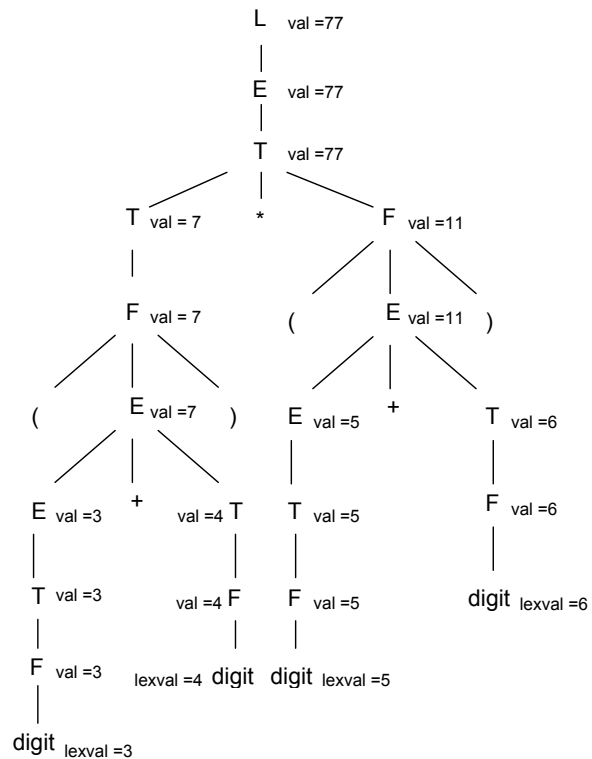 L val =77
E val =77
T val =77
T val = 7 * F val =11
F val = 7 ( E val =11 )
( E val =7 ) E val =5 + T val =6
E val =3 + val =4 T T val =5 F val =6
T val =3 val =4 F F val =5 digit lexval =6
F val =3 lexval =4 digit digit lexval =5
digit lexval =3